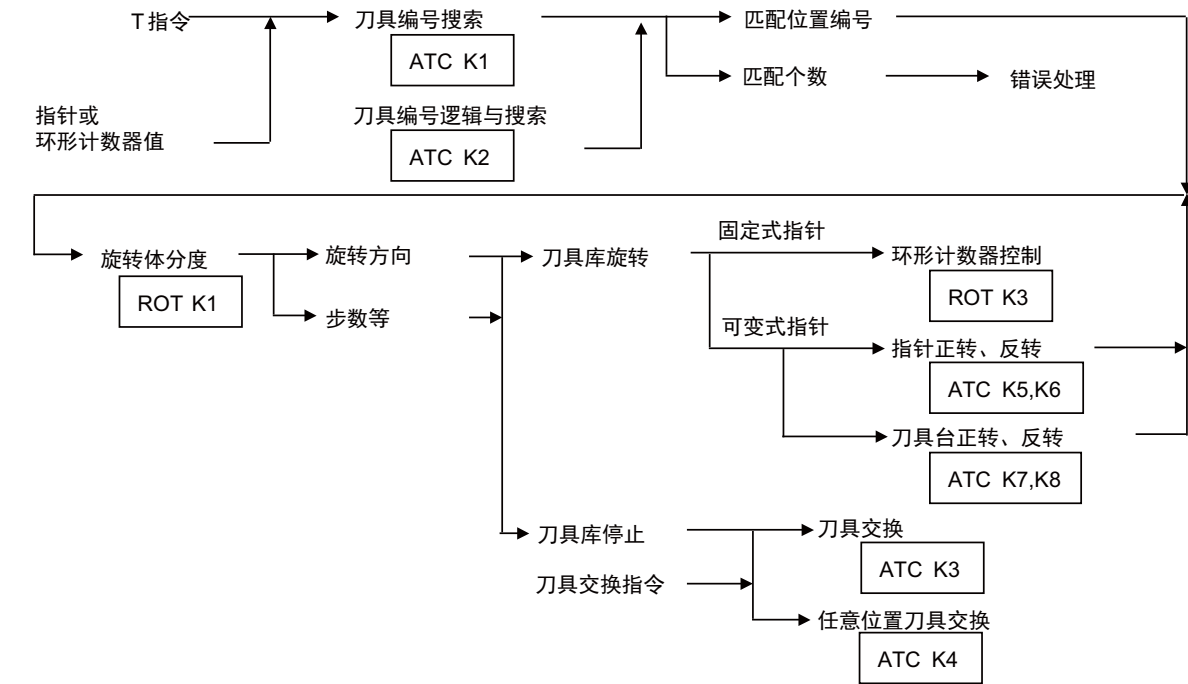 T指令
刀具编号搜索
匹配位置编号
ATC K1
匹配个数
错误处理
指针或
环形计数器值
刀具编号逻辑与搜索
ATC K2
固定式指针
旋转体分度
旋转方向
刀具库旋转
环形计数器控制
ROT K1
ROT K3
步数等
可变式指针
指针正转、反转
ATC K5,K6
刀具台正转、反转
ATC K7,K8
刀具库停止
刀具交换
ATC K3
刀具交换指令
任意位置刀具交换
ATC K4